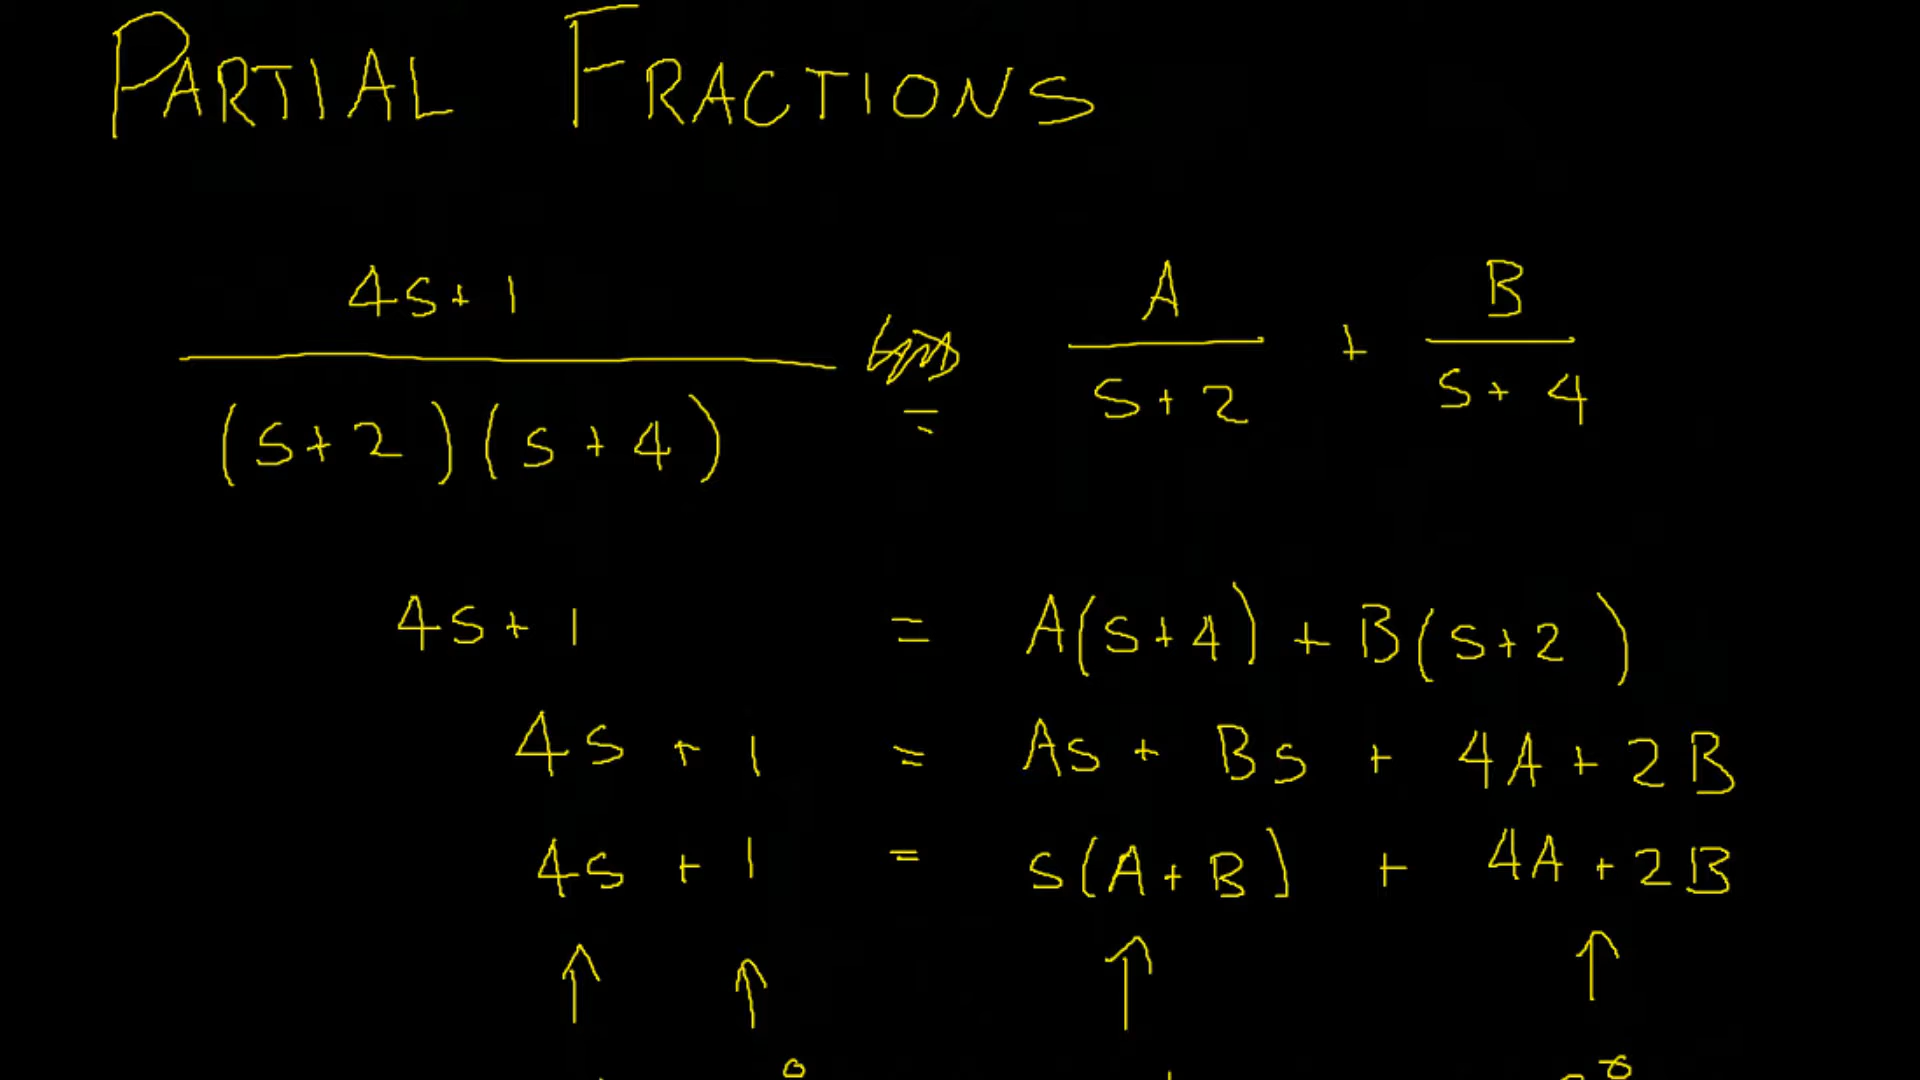 PARTIAL FRACTIONS
4s+1 A B
= +
(s+2)(s+4) s+2 s+4
4s+1 = A(s+4)+B(s+2)
4s+1 = As+Bs+4A+2B
4s+1 = s(A+B)+4A+2B
↑ ↑ ↑ ↑